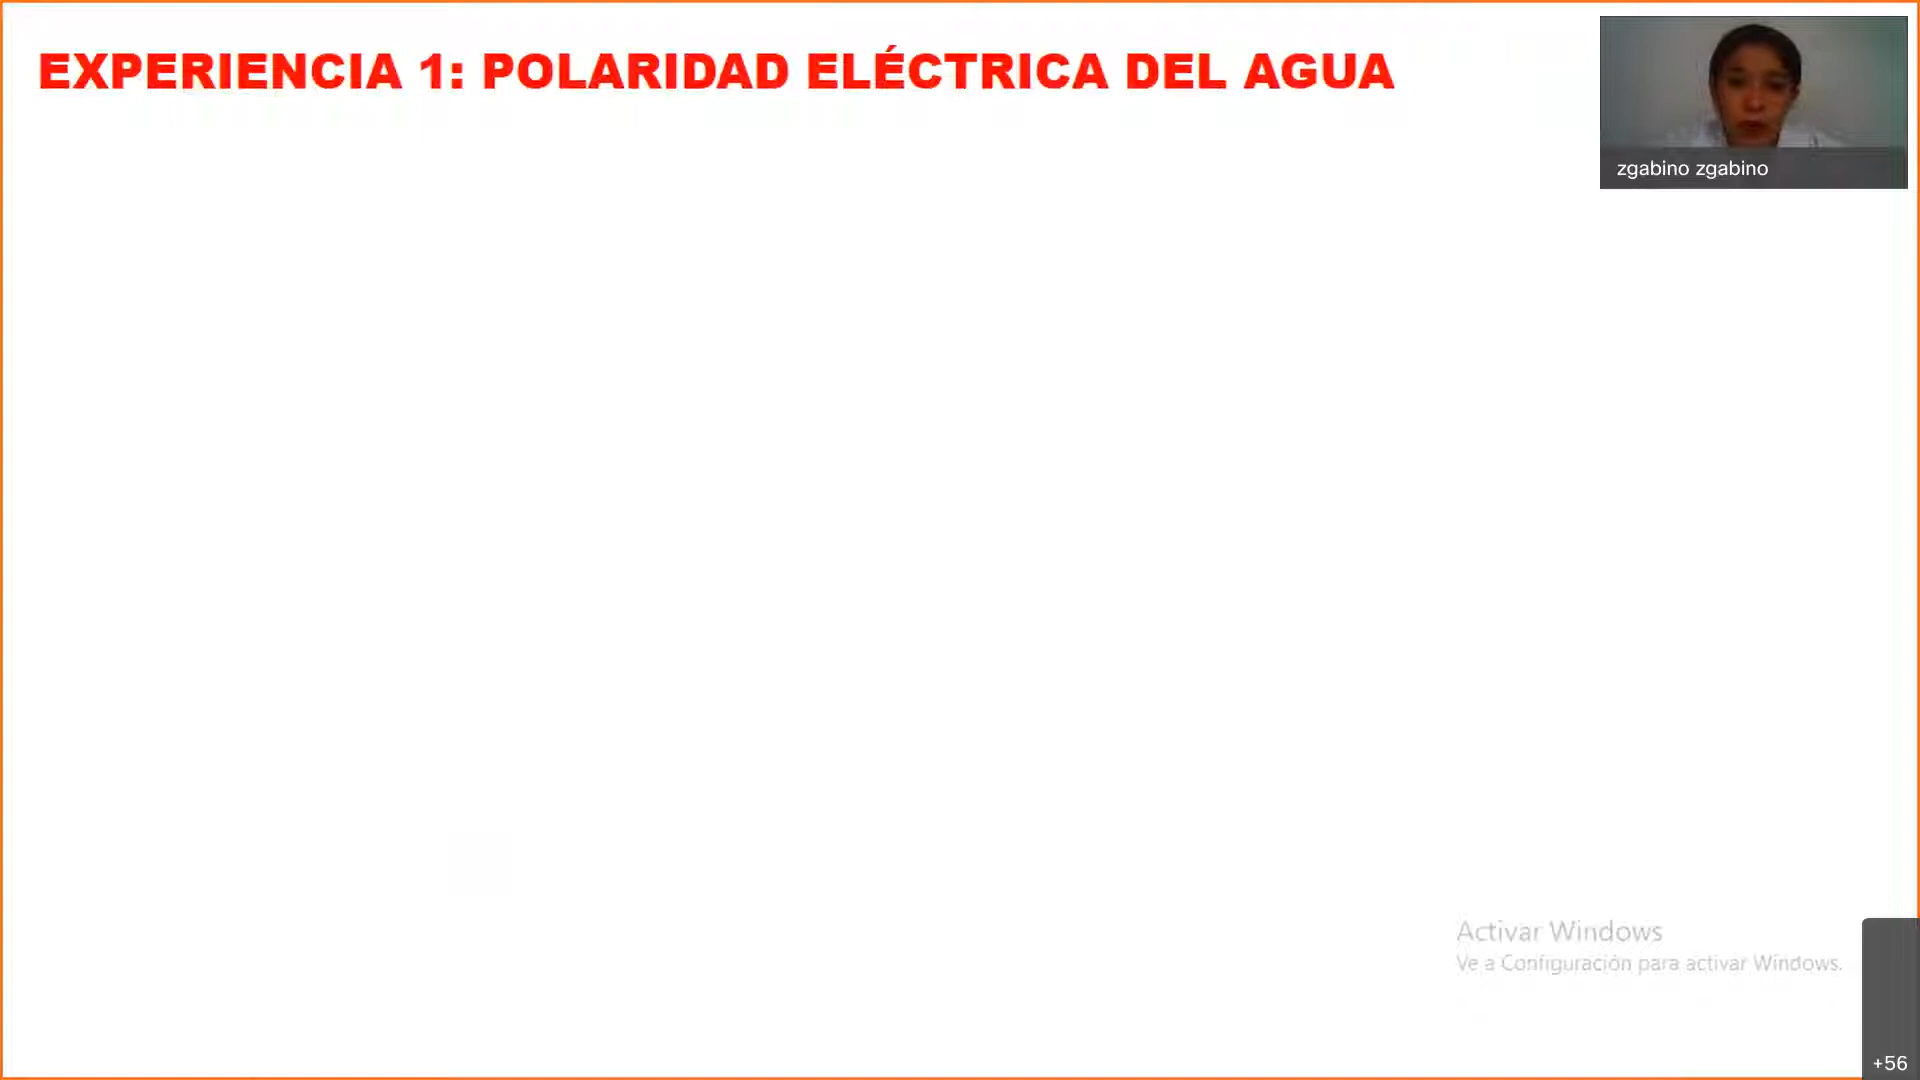 EXPERIENCIA 1: POLARIDAD ELÉCTRICA DEL AGUA
zgabino zgabino
Activar Windows
Ve a Configuración para activar Windows.
+56